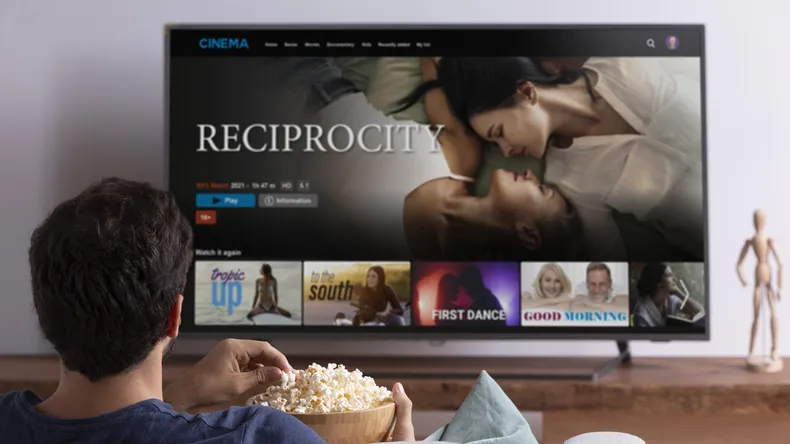 CINEMA Home Series Movies Documentary Kids Recently added My list
RECIPROCITY
2021 - 1h 47 m HD 5.1
Play Information
18+
Watch it again
tropic
up
to the
south
FIRST DANCE
GOOD MORNING